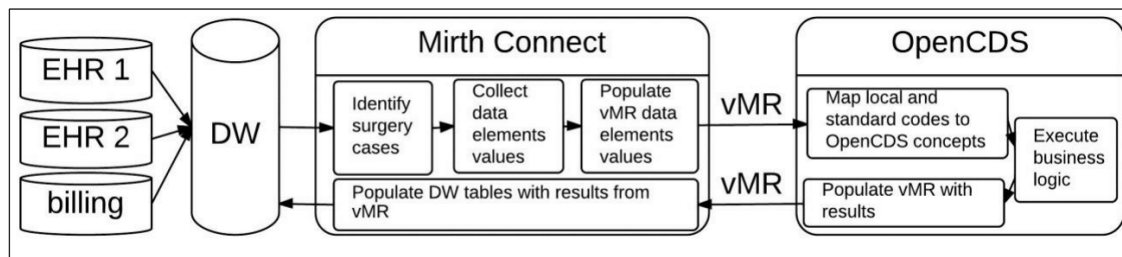 EHR 1
EHR 2
billing
DW
Mirth Connect
Identify
surgery
cases
Collect
data
elements
values
Populate
vMR data
elements
values
Populate DW tables with results from
vMR
vMR
vMR
OpenCDS
Map local and
standard codes to
OpenCDS concepts
Execute
business
logic
Populate vMR with
results